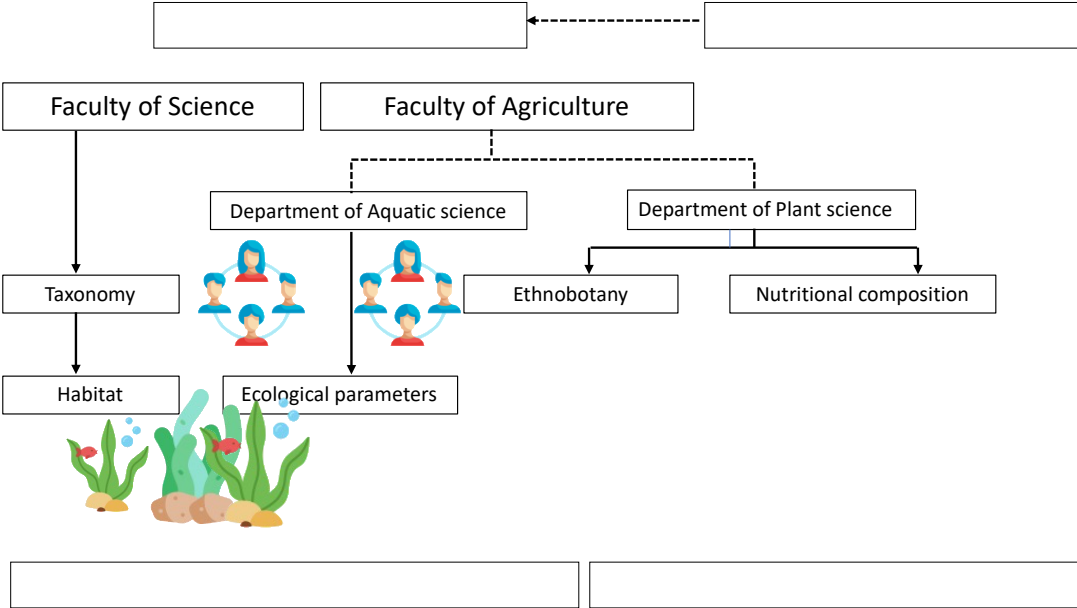 Faculty of Science
Faculty of Agriculture
Department of Aquatic science
Department of Plant science
Taxonomy
Ethnobotany
Nutritional composition
Habitat
Ecological parameters